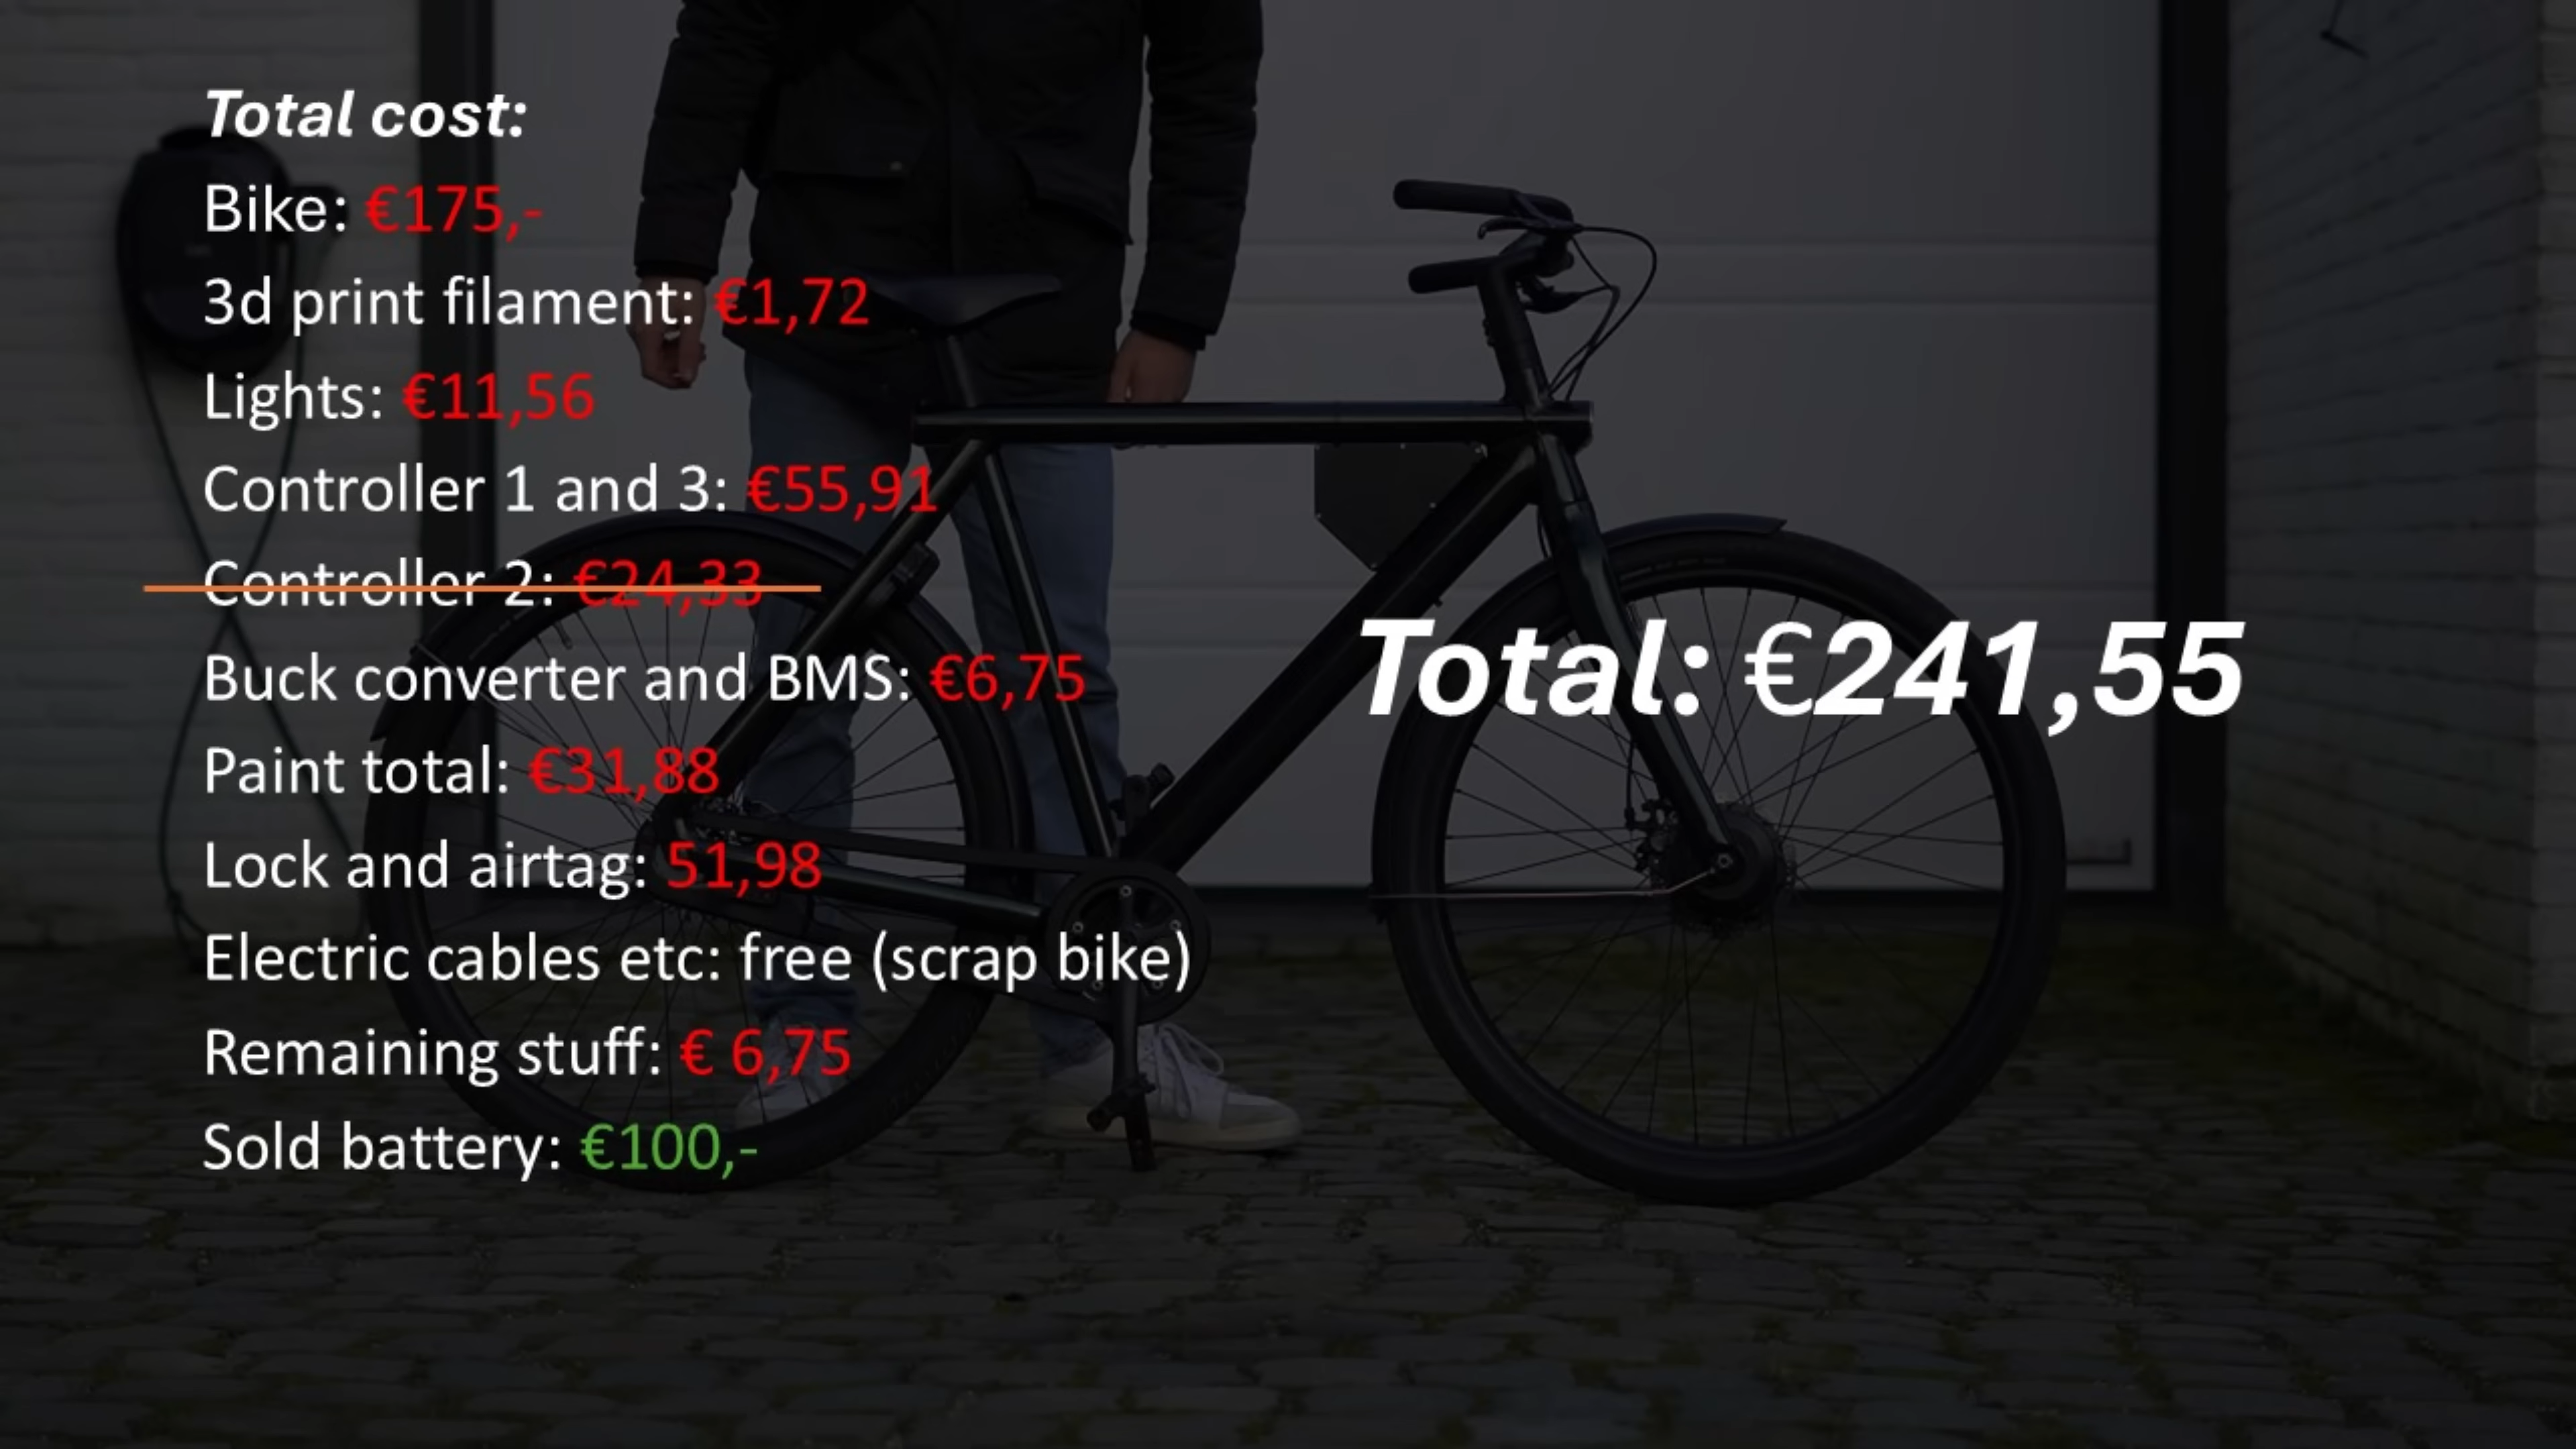 Total cost:
Bike: €175,-
3d print filament: €1,72
Lights: €11,56
Controller 1 and 3: €55,91
Controller 2: €24,33
Buck converter and BMS: €6,75
Paint total: €31,88
Lock and airtag: 51,98
Electric cables etc: free (scrap bike)
Remaining stuff: € 6,75
Sold battery: €100,-
Total: €241,55